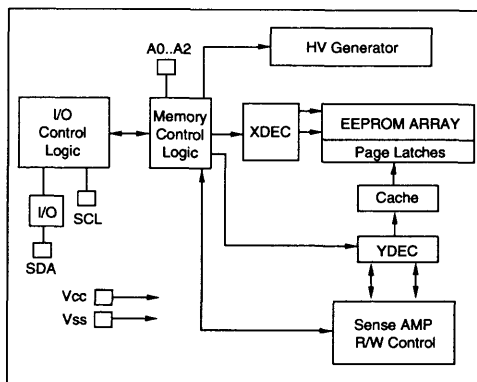 A0..A2
HV Generator
I/O
Control
Logic
Memory
Control
Logic
XDEC
EEPROM ARRAY
Page Latches
Cache
I/O
SCL
SDA
YDEC
Vcc
Vss
Sense AMP
R/W Control